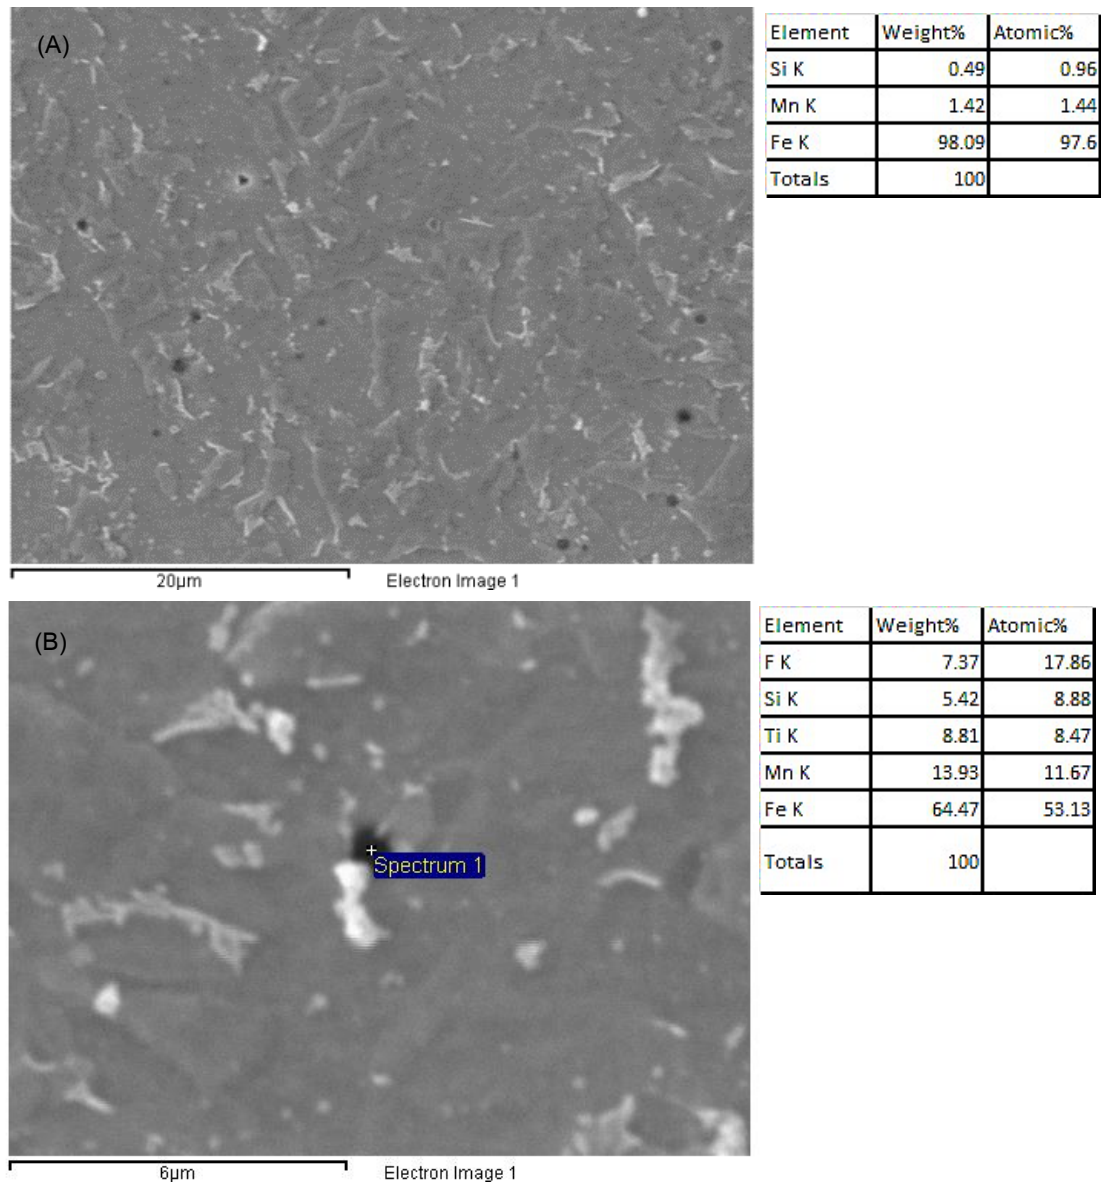 (A)
Element Weight% Atomic%
Si K 0.49 0.96
Mn K 1.42 1.44
Fe K 98.09 97.6
Totals 100
20µm Electron Image 1
(B)
Spectrum 1
Element Weight% Atomic%
F K 7.37 17.86
Si K 5.42 8.88
Ti K 8.81 8.47
Mn K 13.93 11.67
Fe K 64.47 53.13
Totals 100
6µm Electron Image 1